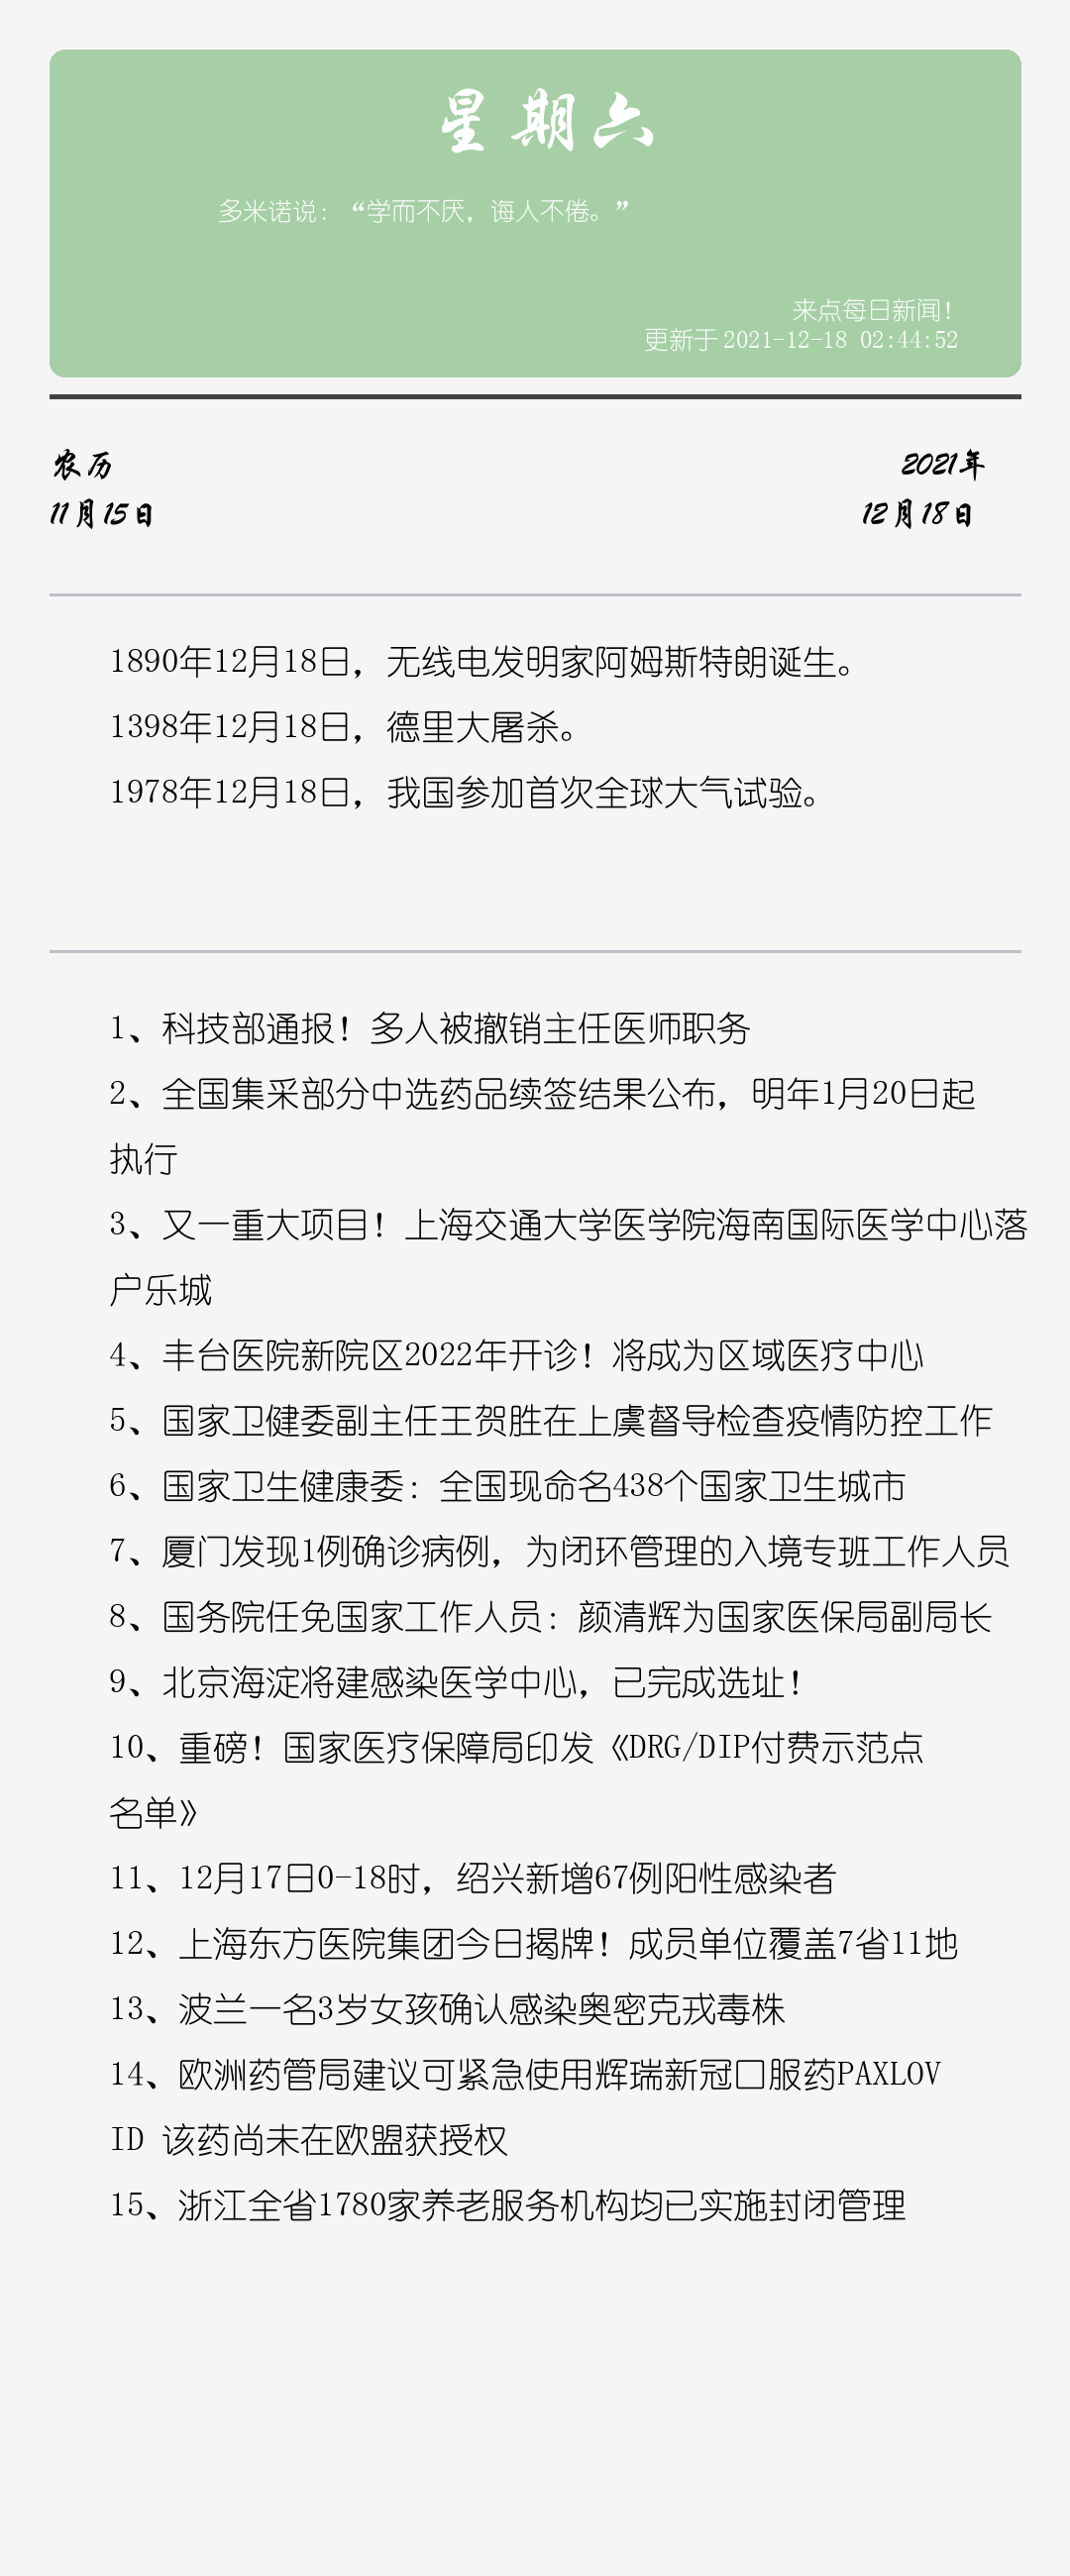 星期六
多米诺说：“学而不厌，诲人不倦。”
来点每日新闻！
更新于 2021-12-18 02:44:52
农历
2021年
11月15日
12月18日
1890年12月18日，无线电发明家阿姆斯特朗诞生。
1398年12月18日，德里大屠杀。
1978年12月18日，我国参加首次全球大气试验。
1、科技部通报！多人被撤销主任医师职务
2、全国集采部分中选药品续签结果公布，明年1月20日起
执行
3、又一重大项目！上海交通大学医学院海南国际医学中心落
户乐城
4、丰台医院新院区2022年开诊！将成为区域医疗中心
5、国家卫健委副主任王贺胜在上虞督导检查疫情防控工作
6、国家卫生健康委：全国现命名438个国家卫生城市
7、厦门发现1例确诊病例，为闭环管理的入境专班工作人员
8、国务院任免国家工作人员：颜清辉为国家医保局副局长
9、北京海淀将建感染医学中心，已完成选址！
10、重磅！国家医疗保障局印发《DRG/DIP付费示范点
名单》
11、12月17日0-18时，绍兴新增67例阳性感染者
12、上海东方医院集团今日揭牌！成员单位覆盖7省11地
13、波兰一名3岁女孩确认感染奥密克戎毒株
14、欧洲药管局建议可紧急使用辉瑞新冠口服药PAXLOV
ID 该药尚未在欧盟获授权
15、浙江全省1780家养老服务机构均已实施封闭管理